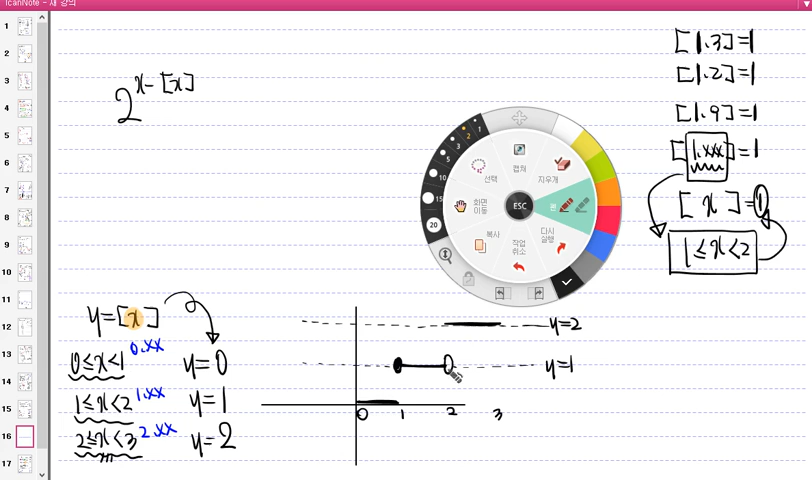 IcanNote - 새 강의
1
2
3
4
5
6
7
8
9
10
11
12
13
14
15
16
17
2^{x-[x]}
[1.3]=1
[1.2]=1
[1.9]=1
[1.xxx]=1
[x]=1
1≤x<2
1
2
3
5
10
15
20
캡쳐
지우개
선택
펜
화면
이동
ESC
복사
작업
취소
다시
실행
y=[x]
0≤x<1 0.xx y=0
1≤x<2 1.xx y=1
2≤x<3 2.xx y=2
y=2
y=1
0 1 2 3